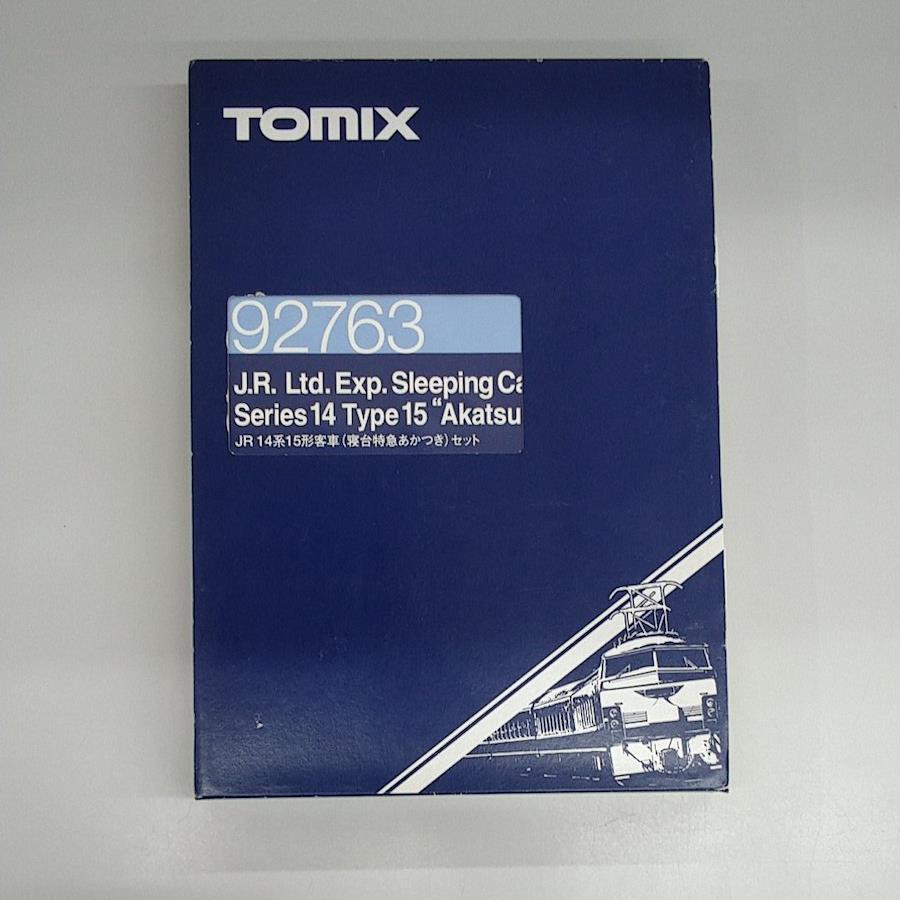 TOMIX
92763
J.R. Ltd. Exp. Sleeping Ca
Series 14 Type 15 “Akatsu
JR 14系15形客車（寝台特急あかつき）セット